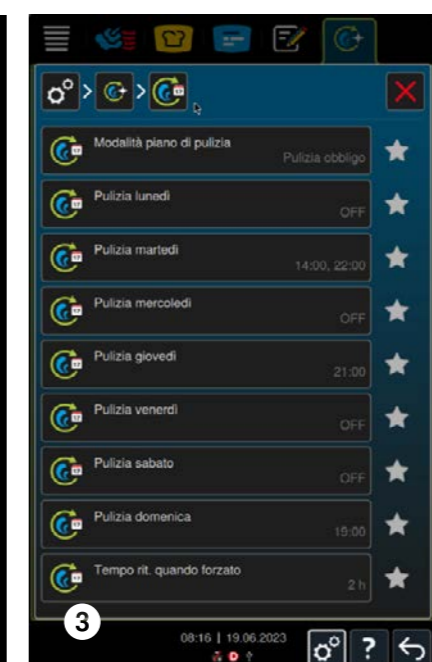 > >
Modalità piano di pulizia
Pulizia obbligo
Pulizia lunedì
OFF
Pulizia martedì
14:00, 22:00
Pulizia mercoledì
OFF
Pulizia giovedì
21:00
Pulizia venerdì
OFF
Pulizia sabato
OFF
Pulizia domenica
19:00
Tempo rit. quando forzato
2 h
3
08:16 | 19.06.2023
?